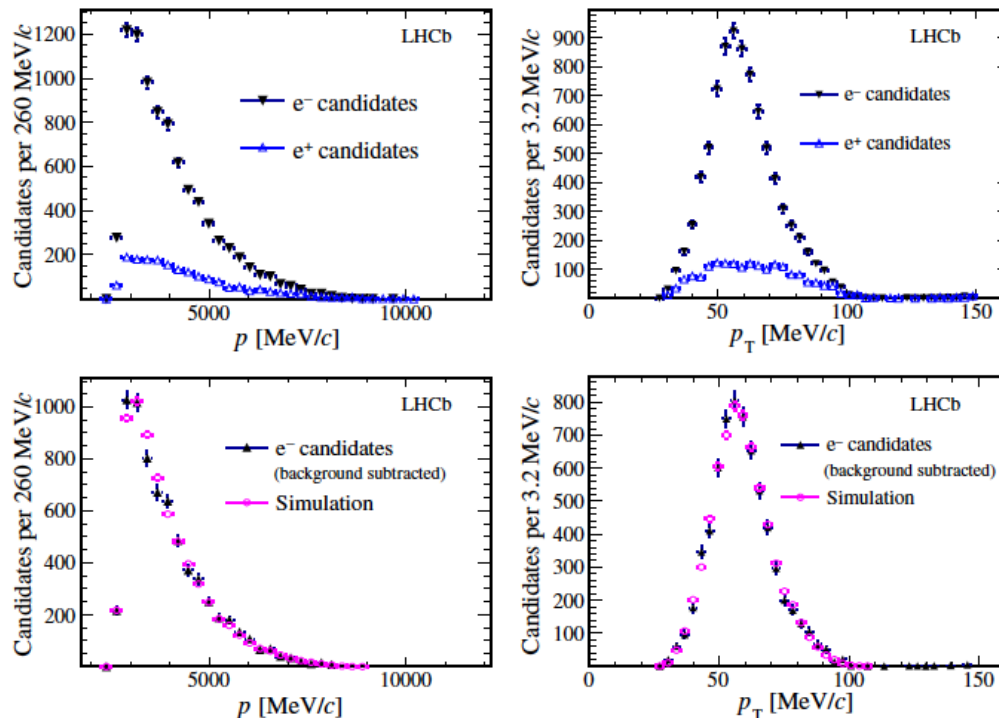 Candidates per 260 MeV/c
1200
1000
800
600
400
200
LHCb
e⁻ candidates
e⁺ candidates
5000
10000
p [MeV/c]
Candidates per 3.2 MeV/c
900
800
700
600
500
400
300
200
100
LHCb
e⁻ candidates
e⁺ candidates
0
50
100
150
p_T [MeV/c]
Candidates per 260 MeV/c
1000
800
600
400
200
LHCb
e⁻ candidates
(background subtracted)
Simulation
5000
10000
p [MeV/c]
Candidates per 3.2 MeV/c
800
700
600
500
400
300
200
100
LHCb
e⁻ candidates
(background subtracted)
Simulation
0
50
100
150
p_T [MeV/c]